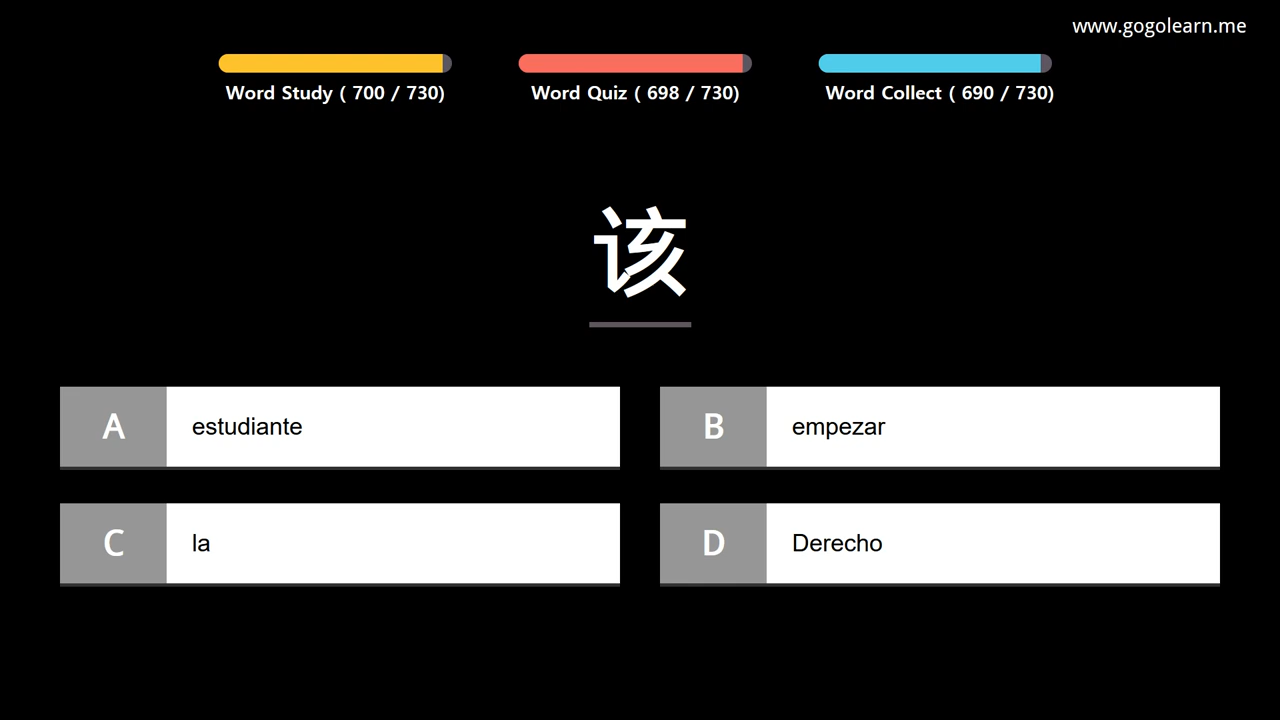 www.gogolearn.me
Word Study ( 700 / 730)
Word Quiz ( 698 / 730)
Word Collect ( 690 / 730)
该
A estudiante
B empezar
C la
D Derecho